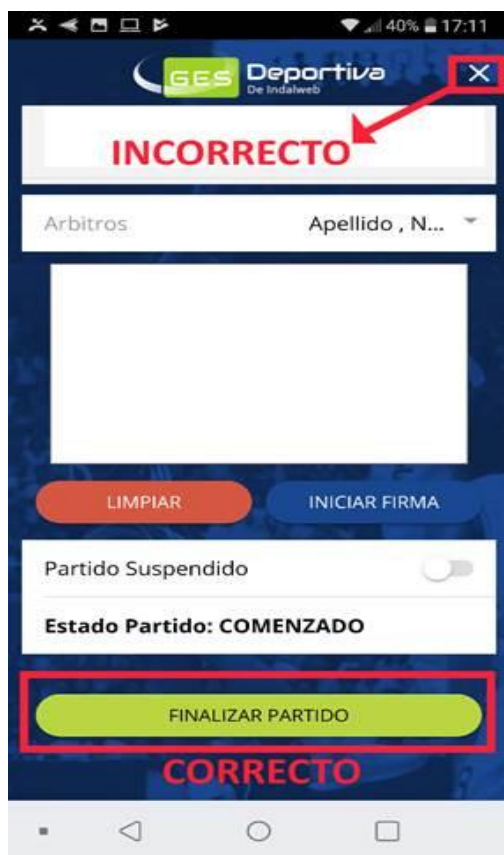 40% 17:11
GES Deportiva
De Indalweb
INCORRECTO
Arbitros Apellido , N...
LIMPIAR INICIAR FIRMA
Partido Suspendido
Estado Partido: COMENZADO
FINALIZAR PARTIDO
CORRECTO